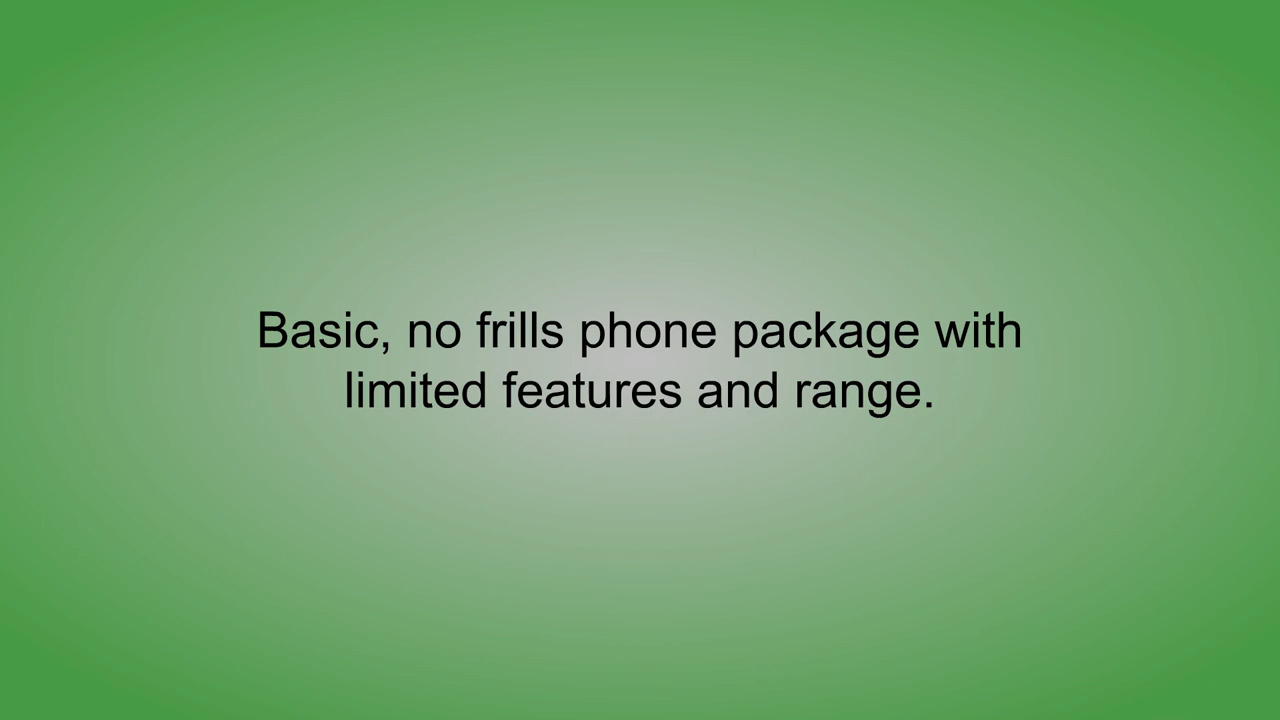 Basic, no frills phone package with
limited features and range.